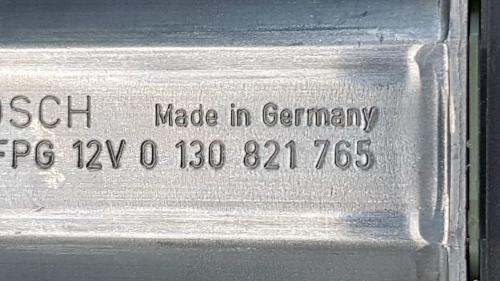 OSCH Made in Germany
FPG 12V 0 130 821 765